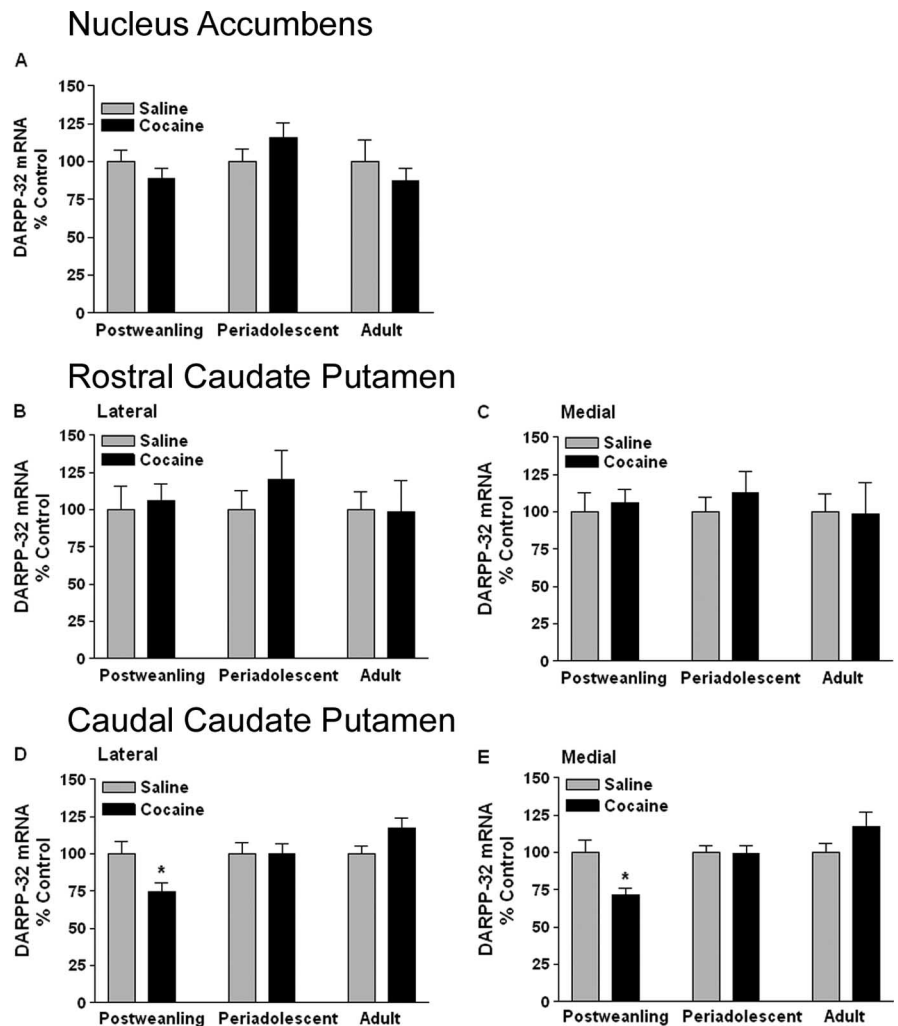 Nucleus Accumbens
A
DARPP-32 mRNA
% Control
150
125
100
75
50
25
0
Saline
Cocaine
Postweanling Periadolescent Adult
Rostral Caudate Putamen
B Lateral
DARPP-32 mRNA
% Control
150
125
100
75
50
25
0
Saline
Cocaine
Postweanling Periadolescent Adult
C Medial
DARPP-32 mRNA
% Control
150
125
100
75
50
25
0
Saline
Cocaine
Postweanling Periadolescent Adult
Caudal Caudate Putamen
D Lateral
DARPP-32 mRNA
% Control
150
125
100
75
50
25
0
Saline
Cocaine
*
Postweanling Periadolescent Adult
E Medial
DARPP-32 mRNA
% Control
150
125
100
75
50
25
0
Saline
Cocaine
*
Postweanling Periadolescent Adult